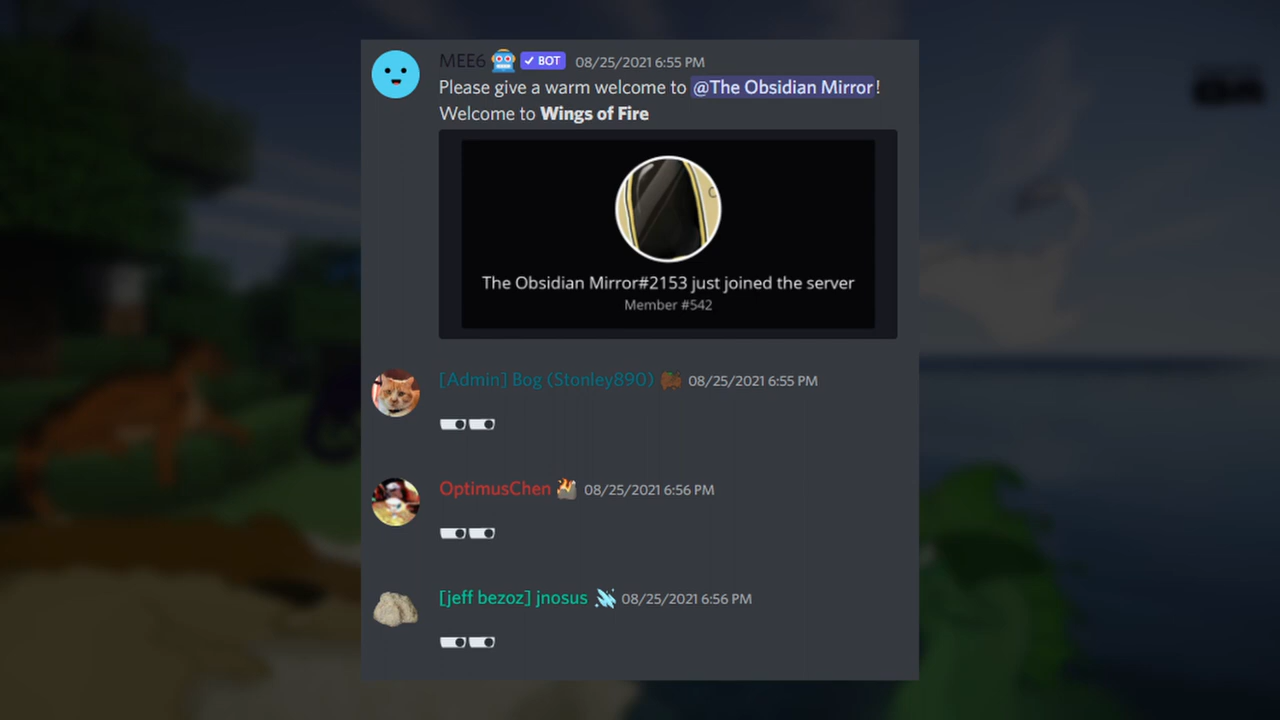 MEE6 BOT 08/25/2021 6:55 PM
Please give a warm welcome to @The Obsidian Mirror!
Welcome to Wings of Fire
The Obsidian Mirror#2153 just joined the server
Member #542
[Admin] Bog (Stonley890) 08/25/2021 6:55 PM
OptimusChen 08/25/2021 6:56 PM
[jeff bezoz] jnosus 08/25/2021 6:56 PM